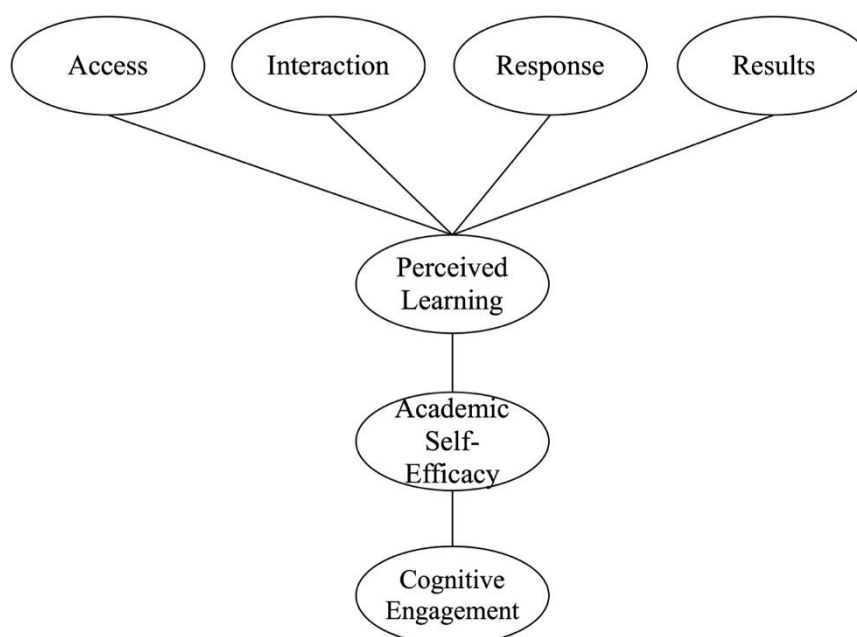 Access
Interaction
Response
Results
Perceived
Learning
Academic
Self-
Efficacy
Cognitive
Engagement